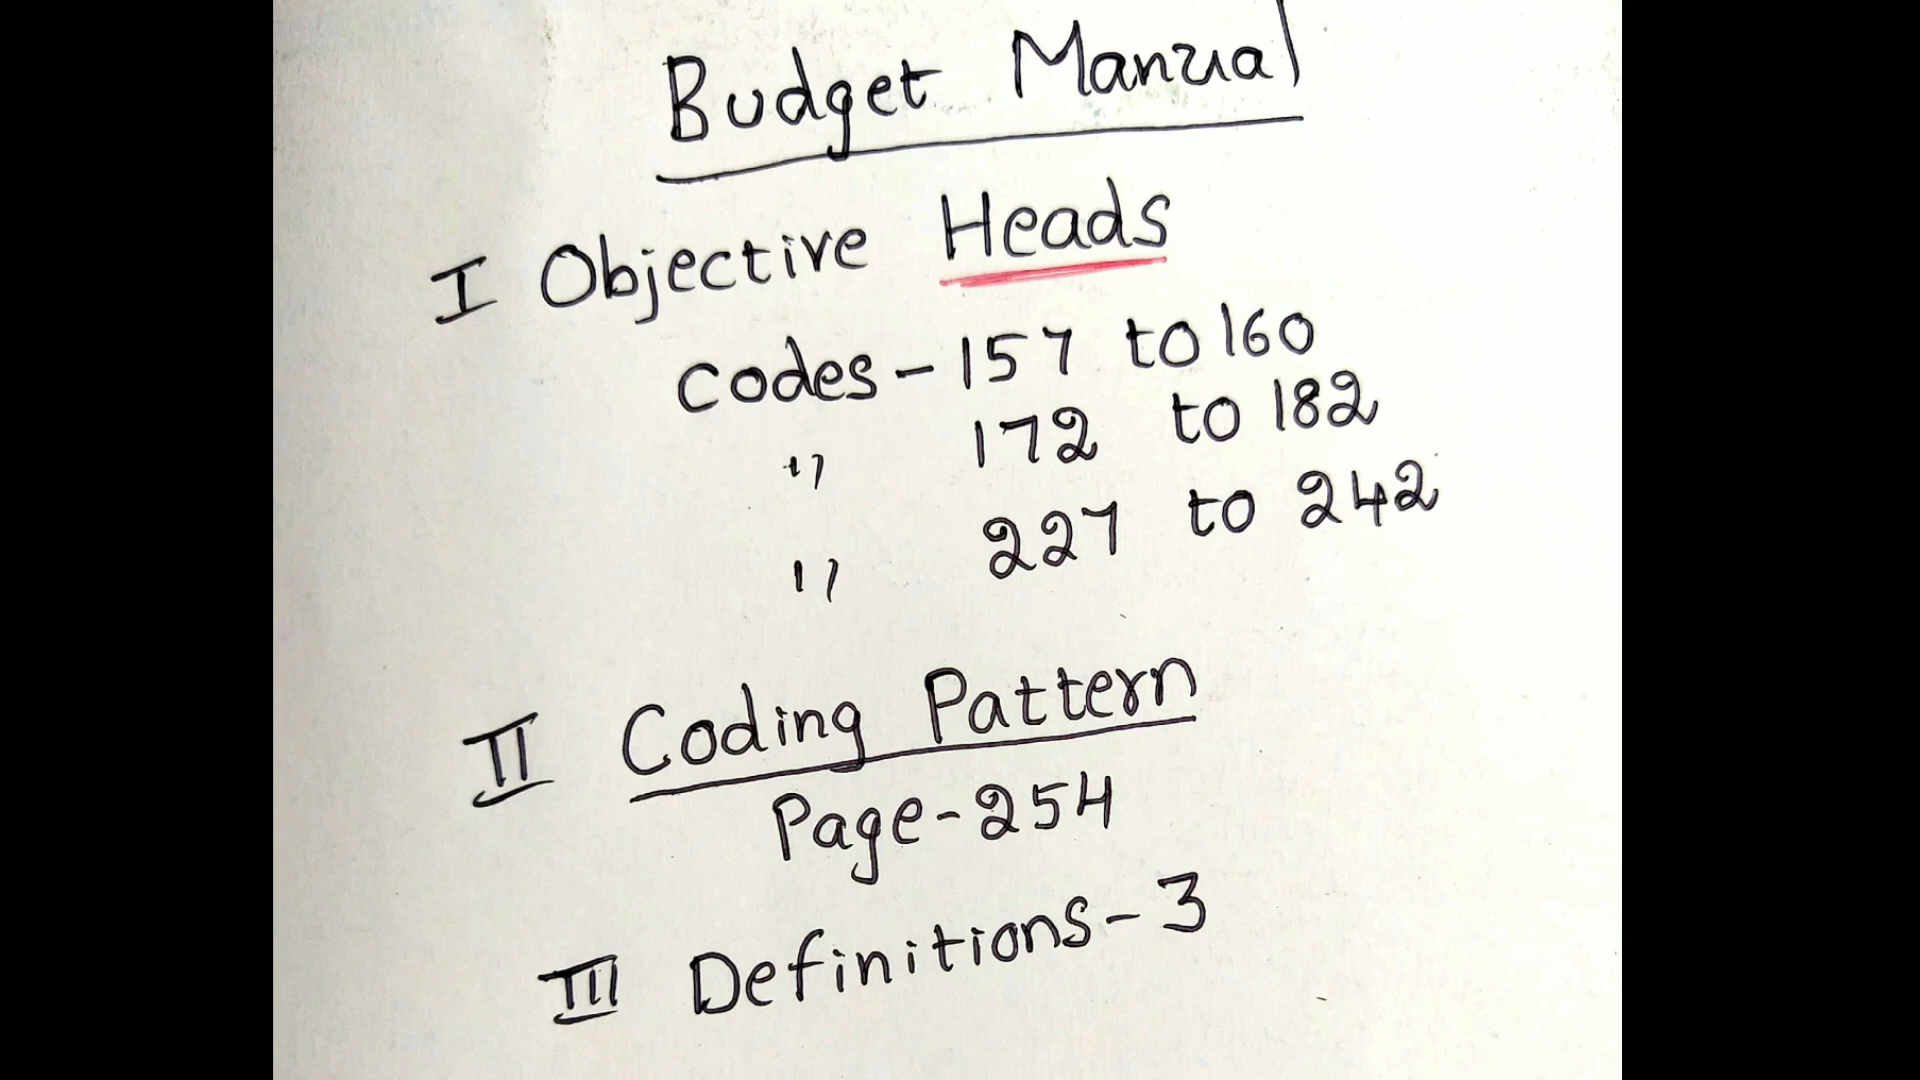 Budget Manual
I Objective Heads
codes - 157 to 160
" 172 to 182
" 227 to 242
II Coding Pattern
Page - 254
III Definitions - 3